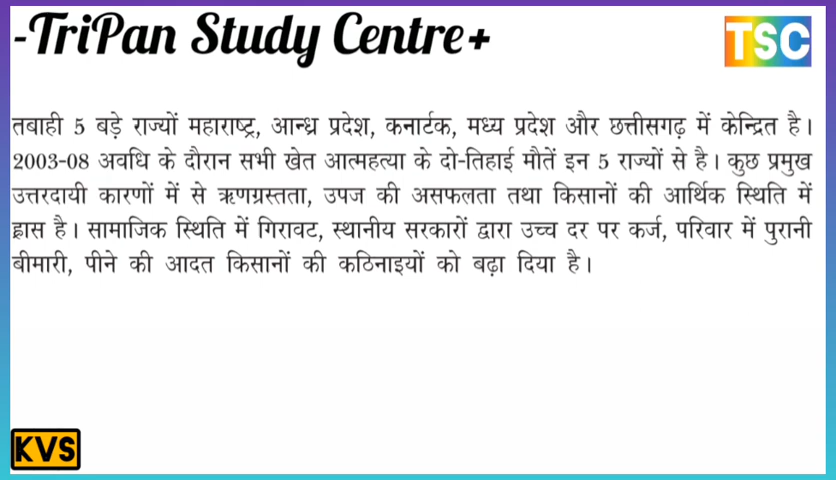 -TriPan Study Centre+
TSC
तबाही 5 बड़े राज्यों महाराष्ट्र, आन्ध्र प्रदेश, कनार्टक, मध्य प्रदेश और छत्तीसगढ़ में केन्द्रित है।
2003-08 अवधि के दौरान सभी खेत आत्महत्या के दो-तिहाई मौतें इन 5 राज्यों से है। कुछ प्रमुख
उत्तरदायी कारणों में से ऋणग्रस्तता, उपज की असफलता तथा किसानों की आर्थिक स्थिति में
ह्रास है। सामाजिक स्थिति में गिरावट, स्थानीय सरकारों द्वारा उच्च दर पर कर्ज, परिवार में पुरानी
बीमारी, पीने की आदत किसानों की कठिनाइयों को बढ़ा दिया है।
KVS